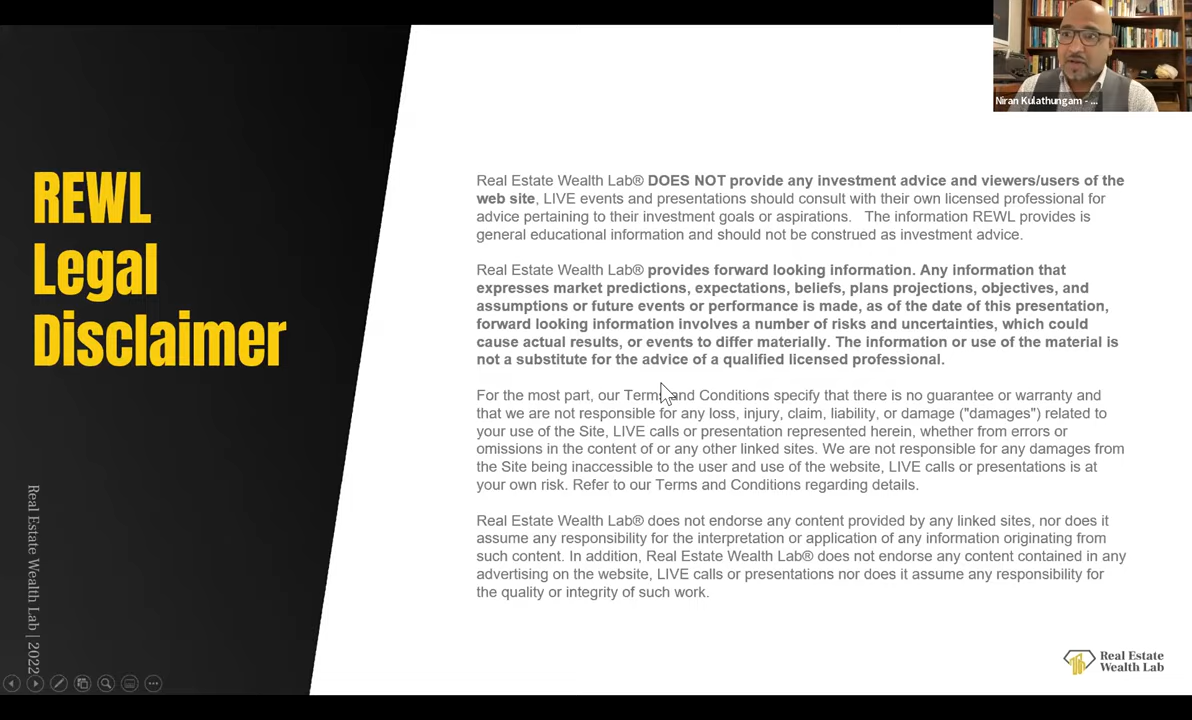 Niran Kulathungam - ...
REWL
Legal
Disclaimer
Real Estate Wealth Lab® DOES NOT provide any investment advice and viewers/users of the
web site, LIVE events and presentations should consult with their own licensed professional for
advice pertaining to their investment goals or aspirations. The information REWL provides is
general educational information and should not be construed as investment advice.
Real Estate Wealth Lab® provides forward looking information. Any information that
expresses market predictions, expectations, beliefs, plans projections, objectives, and
assumptions or future events or performance is made, as of the date of this presentation,
forward looking information involves a number of risks and uncertainties, which could
cause actual results, or events to differ materially. The information or use of the material is
not a substitute for the advice of a qualified licensed professional.
For the most part, our Terms and Conditions specify that there is no guarantee or warranty and
that we are not responsible for any loss, injury, claim, liability, or damage ("damages") related to
your use of the Site, LIVE calls or presentation represented herein, whether from errors or
omissions in the content of or any other linked sites. We are not responsible for any damages from
the Site being inaccessible to the user and use of the website, LIVE calls or presentations is at
your own risk. Refer to our Terms and Conditions regarding details.
Real Estate Wealth Lab® does not endorse any content provided by any linked sites, nor does it
assume any responsibility for the interpretation or application of any information originating from
such content. In addition, Real Estate Wealth Lab® does not endorse any content contained in any
advertising on the website, LIVE calls or presentations nor does it assume any responsibility for
the quality or integrity of such work.
Real Estate Wealth Lab | 2022
Real Estate
Wealth Lab